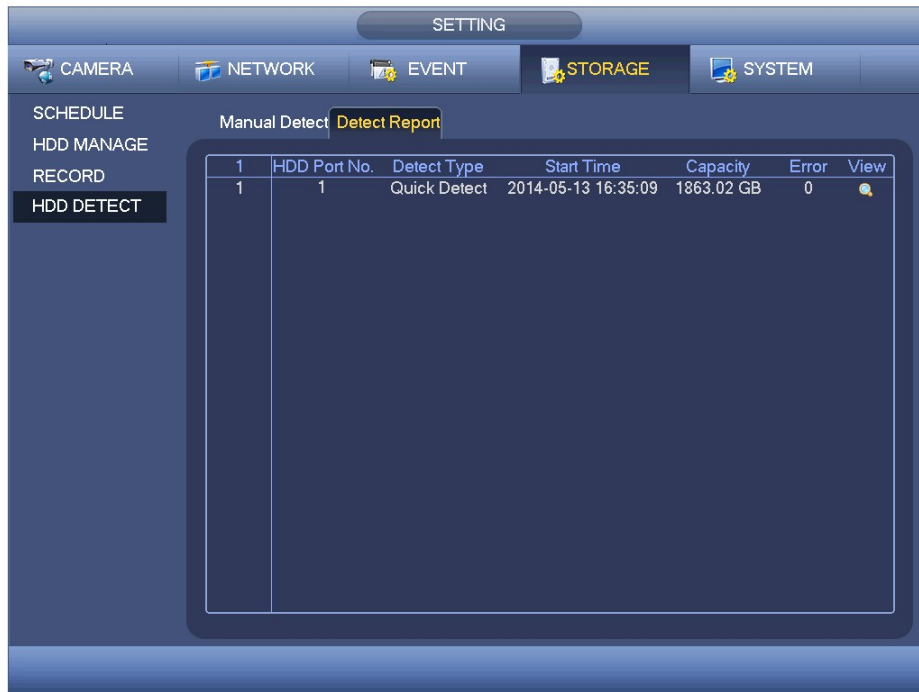 SETTING
CAMERA NETWORK EVENT STORAGE SYSTEM
SCHEDULE
HDD MANAGE
RECORD
HDD DETECT
Manual Detect Detect Report
1 HDD Port No. Detect Type Start Time Capacity Error View
1 1 Quick Detect 2014-05-13 16:35:09 1863.02 GB 0